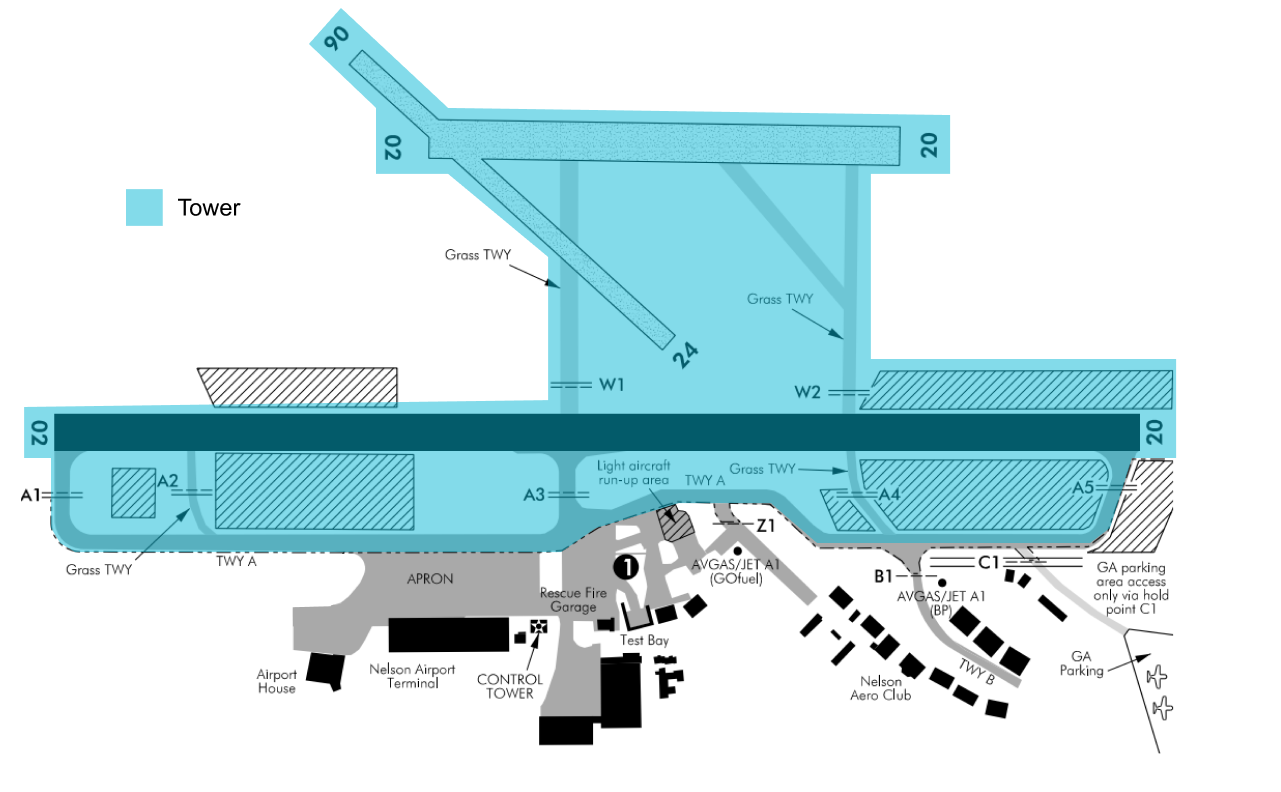 06
02
20
Tower
Grass TWY
Grass TWY
24
W1
W2
02
20
Light aircraft
run-up area
TWY A
Grass TWY
A1
A2
A3
A4
A5
Z1
Grass TWY
TWY A
APRON
1
AVGAS/JET A1
(GOfuel)
B1
C1
AVGAS/JET A1
(BP)
GA parking
area access
only via hold
point C1
Rescue Fire
Garage
Test Bay
Airport
House
Nelson Airport
Terminal
CONTROL
TOWER
Nelson
Aero Club
TWY B
GA
Parking